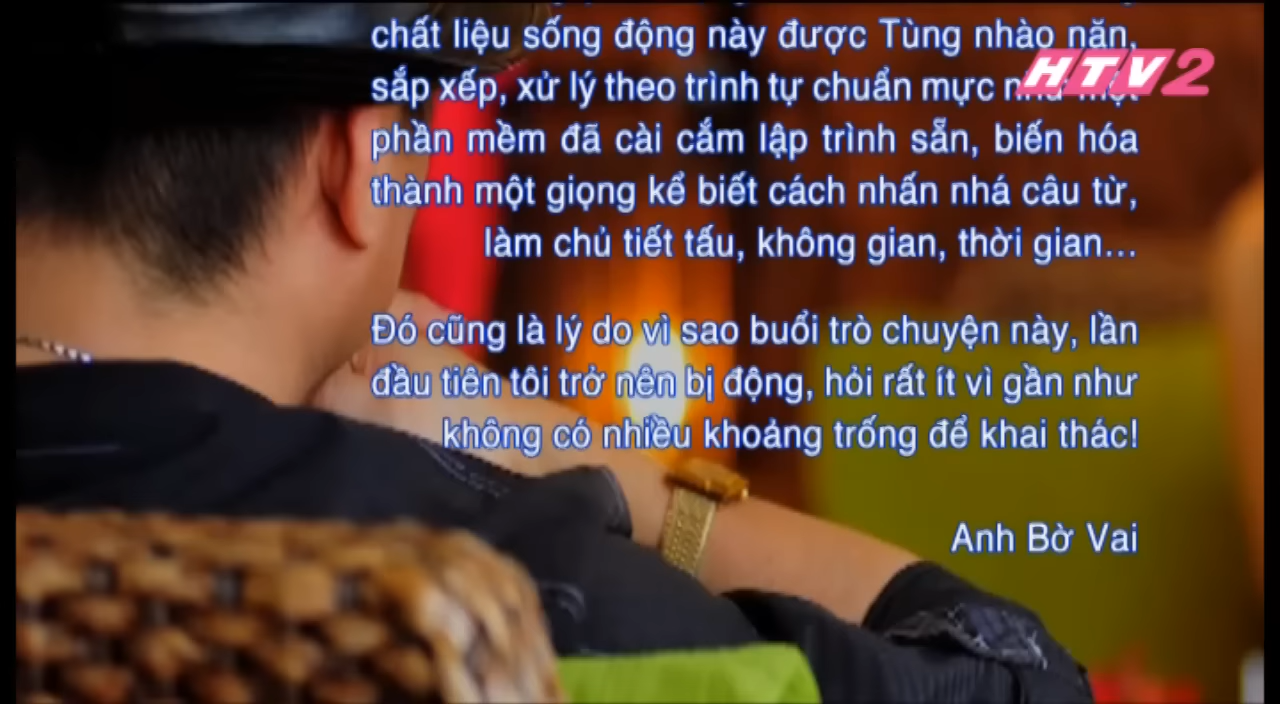 chất liệu sống động này được Tùng nhào nặn,
sắp xếp, xử lý theo trình tự chuẩn mực như một
HTV2
phần mềm đã cài cắm lập trình sẵn, biến hóa
thành một giọng kể biết cách nhấn nhá câu từ,
làm chủ tiết tấu, không gian, thời gian...
Đó cũng là lý do vì sao buổi trò chuyện này, lần
đầu tiên tôi trở nên bị động, hỏi rất ít vì gần như
không có nhiều khoảng trống để khai thác!
Anh Bờ Vai